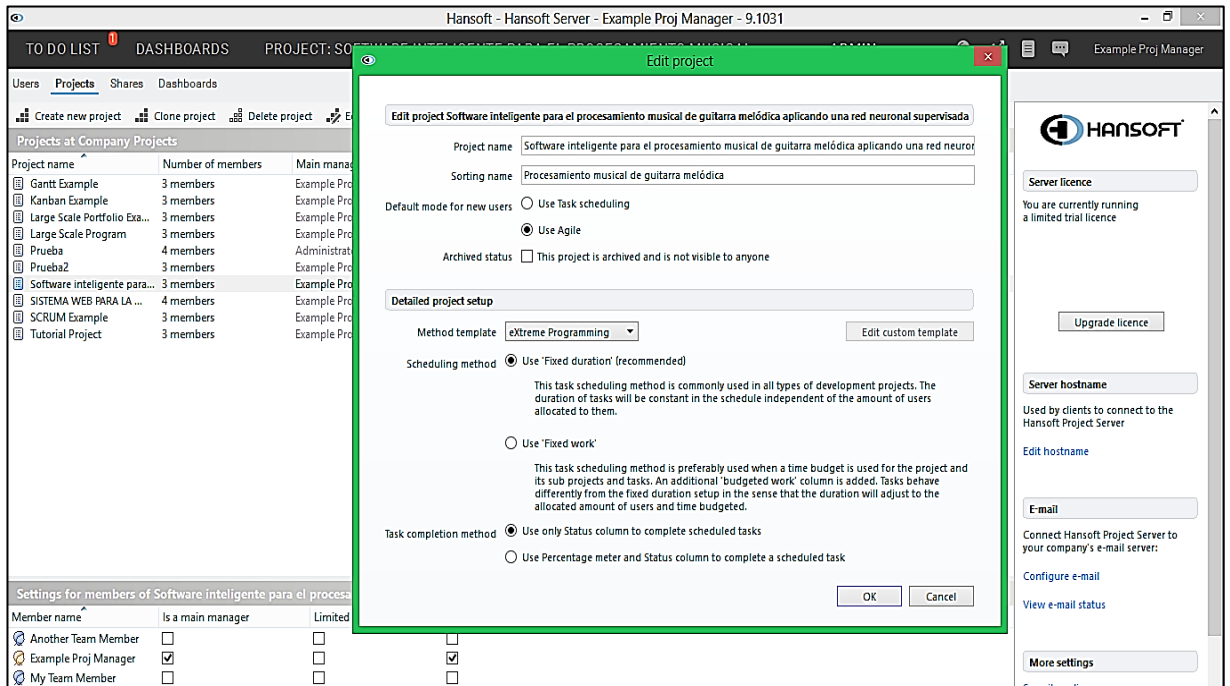 Hansoft - Hansoft Server - Example Proj Manager - 9.1031
TO DO LIST 1 DASHBOARDS PROJECT: SOFTWARE INTELIGENTE PARA EL PROCESAMIENTO MUSICAL ADMIN Example Proj Manager
Users Projects Shares Dashboards
Create new project Clone project Delete project
Projects at Company Projects
Project name Number of members Main manag
Gantt Example 3 members Example Pro
Kanban Example 3 members Example Pro
Large Scale Portfolio Exa... 3 members Example Pro
Large Scale Program 3 members Example Pro
Prueba 4 members Administrat
Prueba2 3 members Example Pro
Software inteligente para... 3 members Example Pro
SISTEMA WEB PARA LA ... 4 members Example Pro
SCRUM Example 3 members Example Pro
Tutorial Project 3 members Example Pro
Settings for members of Software inteligente para el procesa
Member name Is a main manager Limited
Another Team Member
Example Proj Manager
My Team Member
Edit project
Edit project Software inteligente para el procesamiento musical de guitarra melódica aplicando una red neuronal supervisada
Project name Software inteligente para el procesamiento musical de guitarra melódica aplicando una red neuror
Sorting name Procesamiento musical de guitarra melódica
Default mode for new users Use Task scheduling
Use Agile
Archived status This project is archived and is not visible to anyone
Detailed project setup
Method template eXtreme Programming Edit custom template
Scheduling method Use 'Fixed duration' (recommended)
This task scheduling method is commonly used in all types of development projects. The
duration of tasks will be constant in the schedule independent of the amount of users
allocated to them.
Use 'Fixed work'
This task scheduling method is preferably used when a time budget is used for the project and
its sub projects and tasks. An additional 'budgeted work' column is added. Tasks behave
differently from the fixed duration setup in the sense that the duration will adjust to the
allocated amount of users and time budgeted.
Task completion method Use only Status column to complete scheduled tasks
Use Percentage meter and Status column to complete a scheduled task
OK Cancel
HANSOFT
Server licence
You are currently running
a limited trial licence
Upgrade licence
Server hostname
Used by clients to connect to the
Hansoft Project Server
Edit hostname
E-mail
Connect Hansoft Project Server to
your company's e-mail server:
Configure e-mail
View e-mail status
More settings